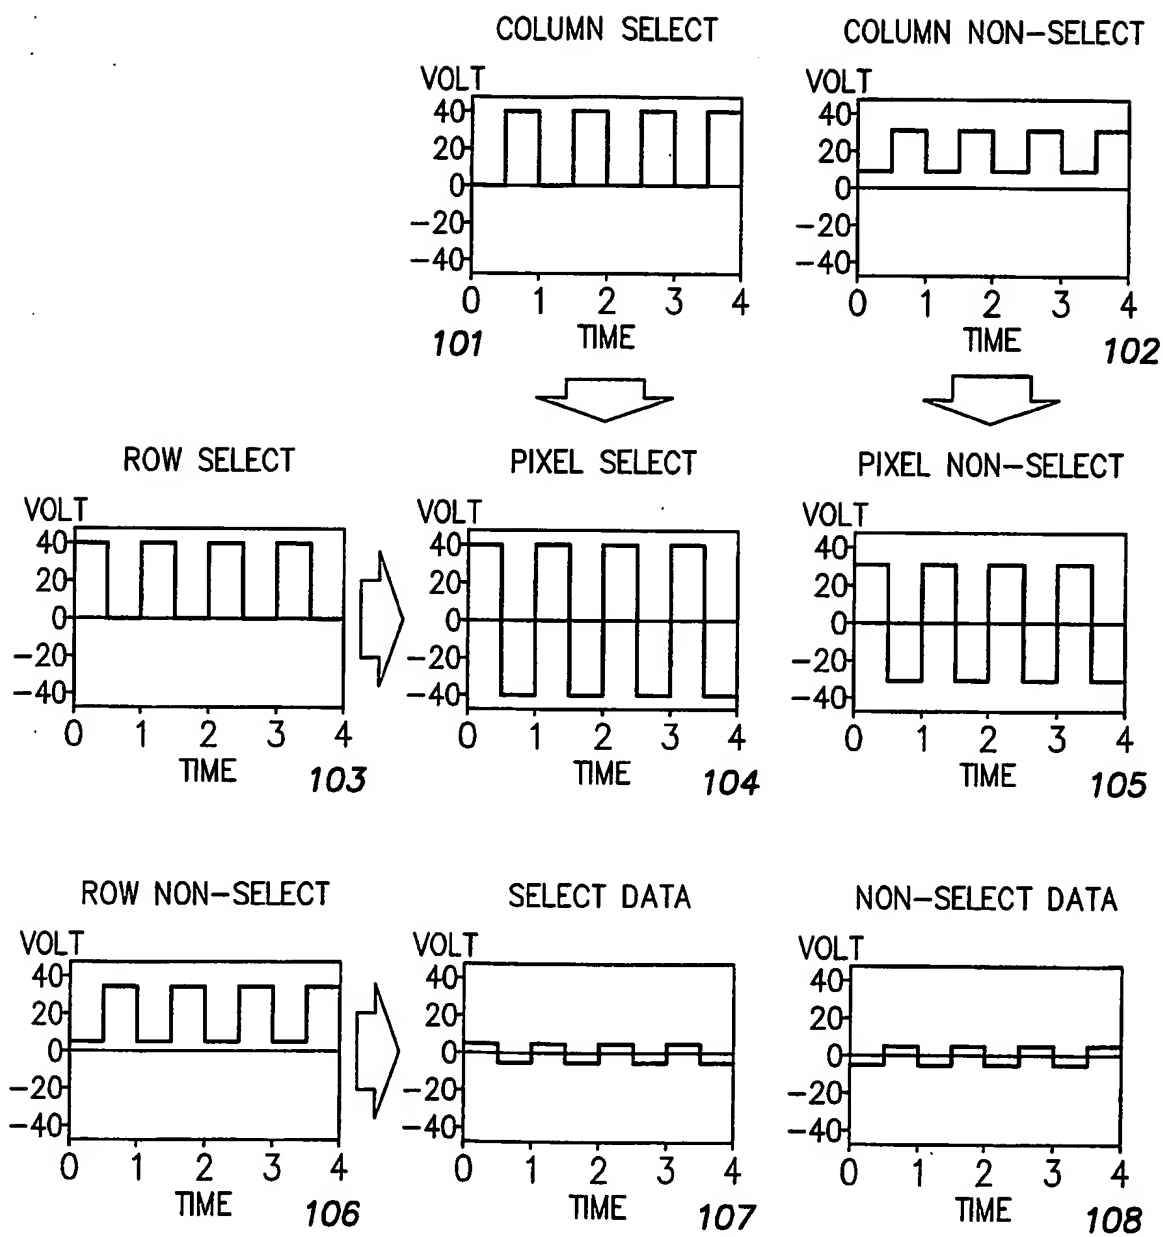 COLUMN SELECT
VOLT
40
20
0
−20
−40
0 1 2 3 4
TIME
101
COLUMN NON−SELECT
VOLT
40
20
0
−20
−40
0 1 2 3 4
TIME
102
ROW SELECT
VOLT
40
20
0
−20
−40
0 1 2 3 4
TIME
103
PIXEL SELECT
VOLT
40
20
0
−20
−40
0 1 2 3 4
TIME
104
PIXEL NON−SELECT
VOLT
40
20
0
−20
−40
0 1 2 3 4
TIME
105
ROW NON−SELECT
VOLT
40
20
0
−20
−40
0 1 2 3 4
TIME
106
SELECT DATA
VOLT
40
20
0
−20
−40
0 1 2 3 4
TIME
107
NON−SELECT DATA
VOLT
40
20
0
−20
−40
0 1 2 3 4
TIME
108